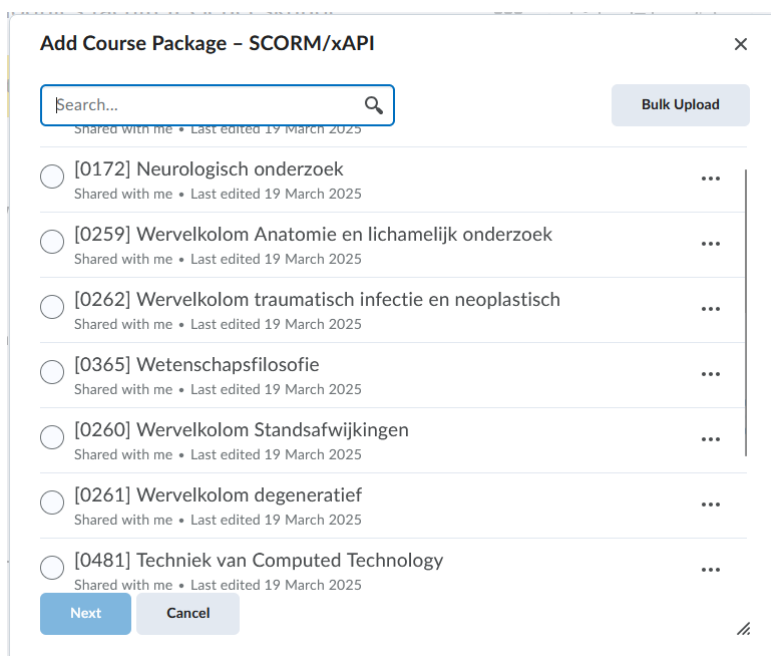 Add Course Package – SCORM/xAPI
Search...
Bulk Upload
Shared with me • Last edited 19 March 2025
[0172] Neurologisch onderzoek
Shared with me • Last edited 19 March 2025
[0259] Wervelkolom Anatomie en lichamelijk onderzoek
Shared with me • Last edited 19 March 2025
[0262] Wervelkolom traumatisch infectie en neoplastisch
Shared with me • Last edited 19 March 2025
[0365] Wetenschapsfilosofie
Shared with me • Last edited 19 March 2025
[0260] Wervelkolom Standsafwijkingen
Shared with me • Last edited 19 March 2025
[0261] Wervelkolom degeneratief
Shared with me • Last edited 19 March 2025
[0481] Techniek van Computed Technology
Shared with me • Last edited 19 March 2025
Next
Cancel